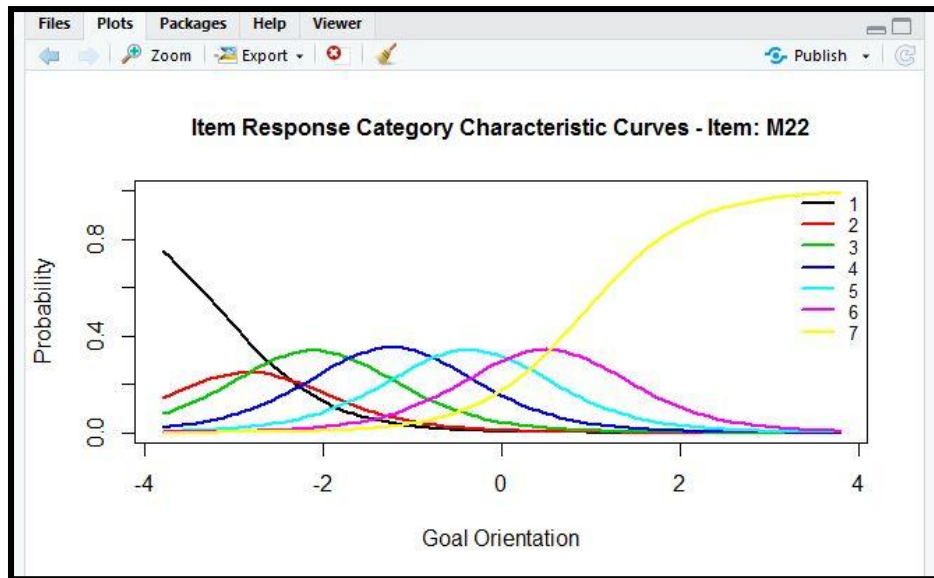 Files Plots Packages Help Viewer
Zoom Export Publish
Item Response Category Characteristic Curves - Item: M22
Probability
0.8
0.4
0.0
1
2
3
4
5
6
7
-4 -2 0 2 4
Goal Orientation